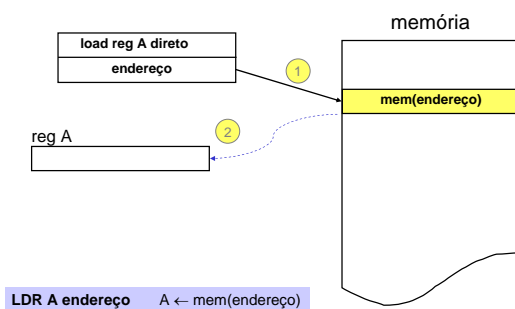 memória
load reg A direto
endereço
1
mem(endereço)
2
reg A
LDR A endereço A ← mem(endereço)